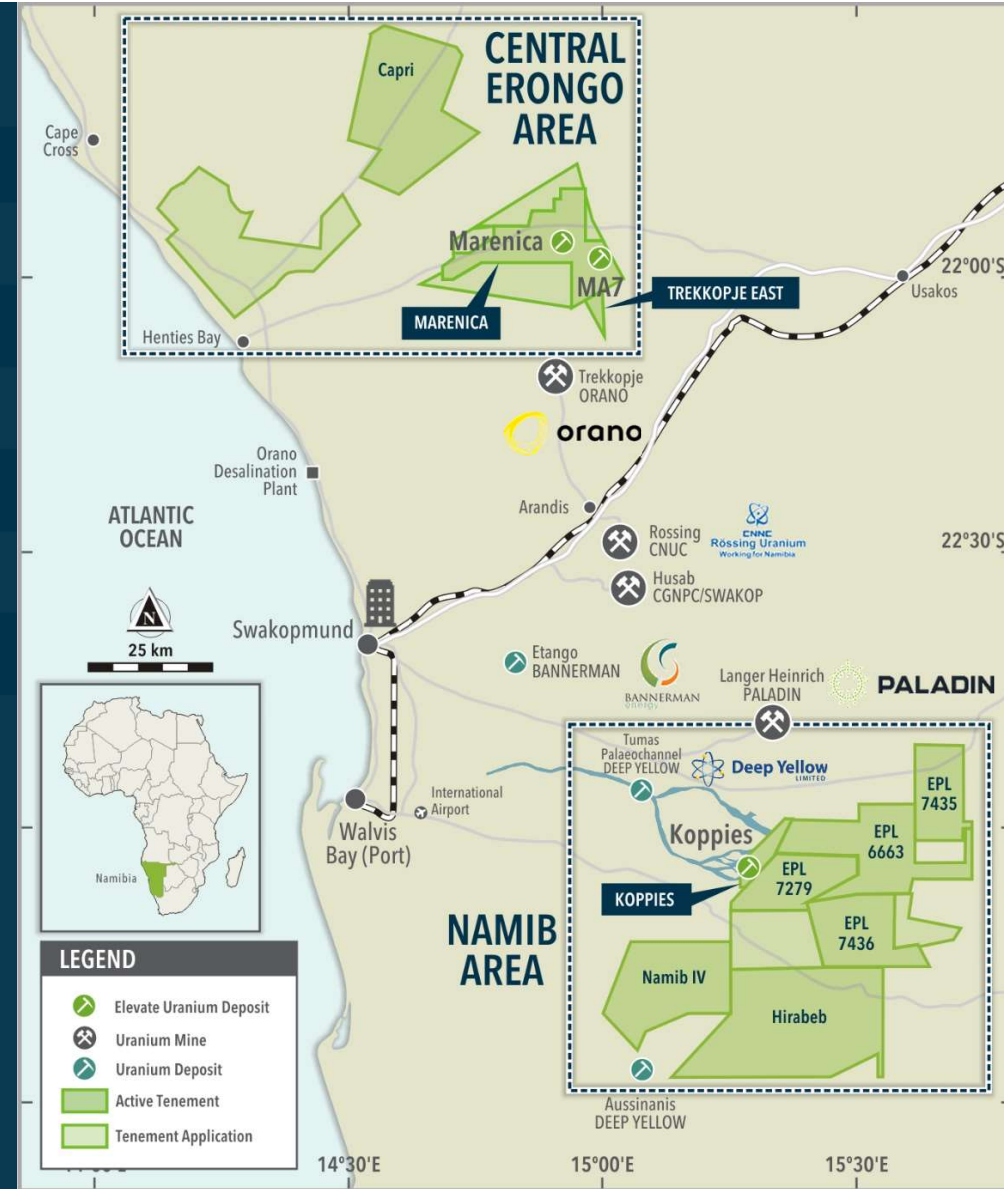 CENTRAL
ERONGO
AREA
Capri
Cape
Cross
Marenica
MA7
MARENICA
TREKKOPJE EAST
22°00'S
Usakos
Henties Bay
Trekkopje
ORANO
orano
Orano
Desalination
Plant
Arandis
ATLANTIC
OCEAN
Rossing
CNUC
CNNC
Rössing Uranium
Working for Namibia
22°30'S
Husab
CGNPC/SWAKOP
N
25 km
Swakopmund
Etango
BANNERMAN
BANNERMAN
energy
Langer Heinrich
PALADIN
PALADIN
Tumas
Palaeochannel
DEEP YELLOW
Deep Yellow
LIMITED
International
Airport
Walvis
Bay (Port)
Koppies
EPL
7435
EPL
6663
EPL
7279
KOPPIES
EPL
7436
Namibia
NAMIB
AREA
Namib IV
Hirabeb
Aussinanis
DEEP YELLOW
LEGEND
Elevate Uranium Deposit
Uranium Mine
Uranium Deposit
Active Tenement
Tenement Application
14°30'E
15°00'E
15°30'E